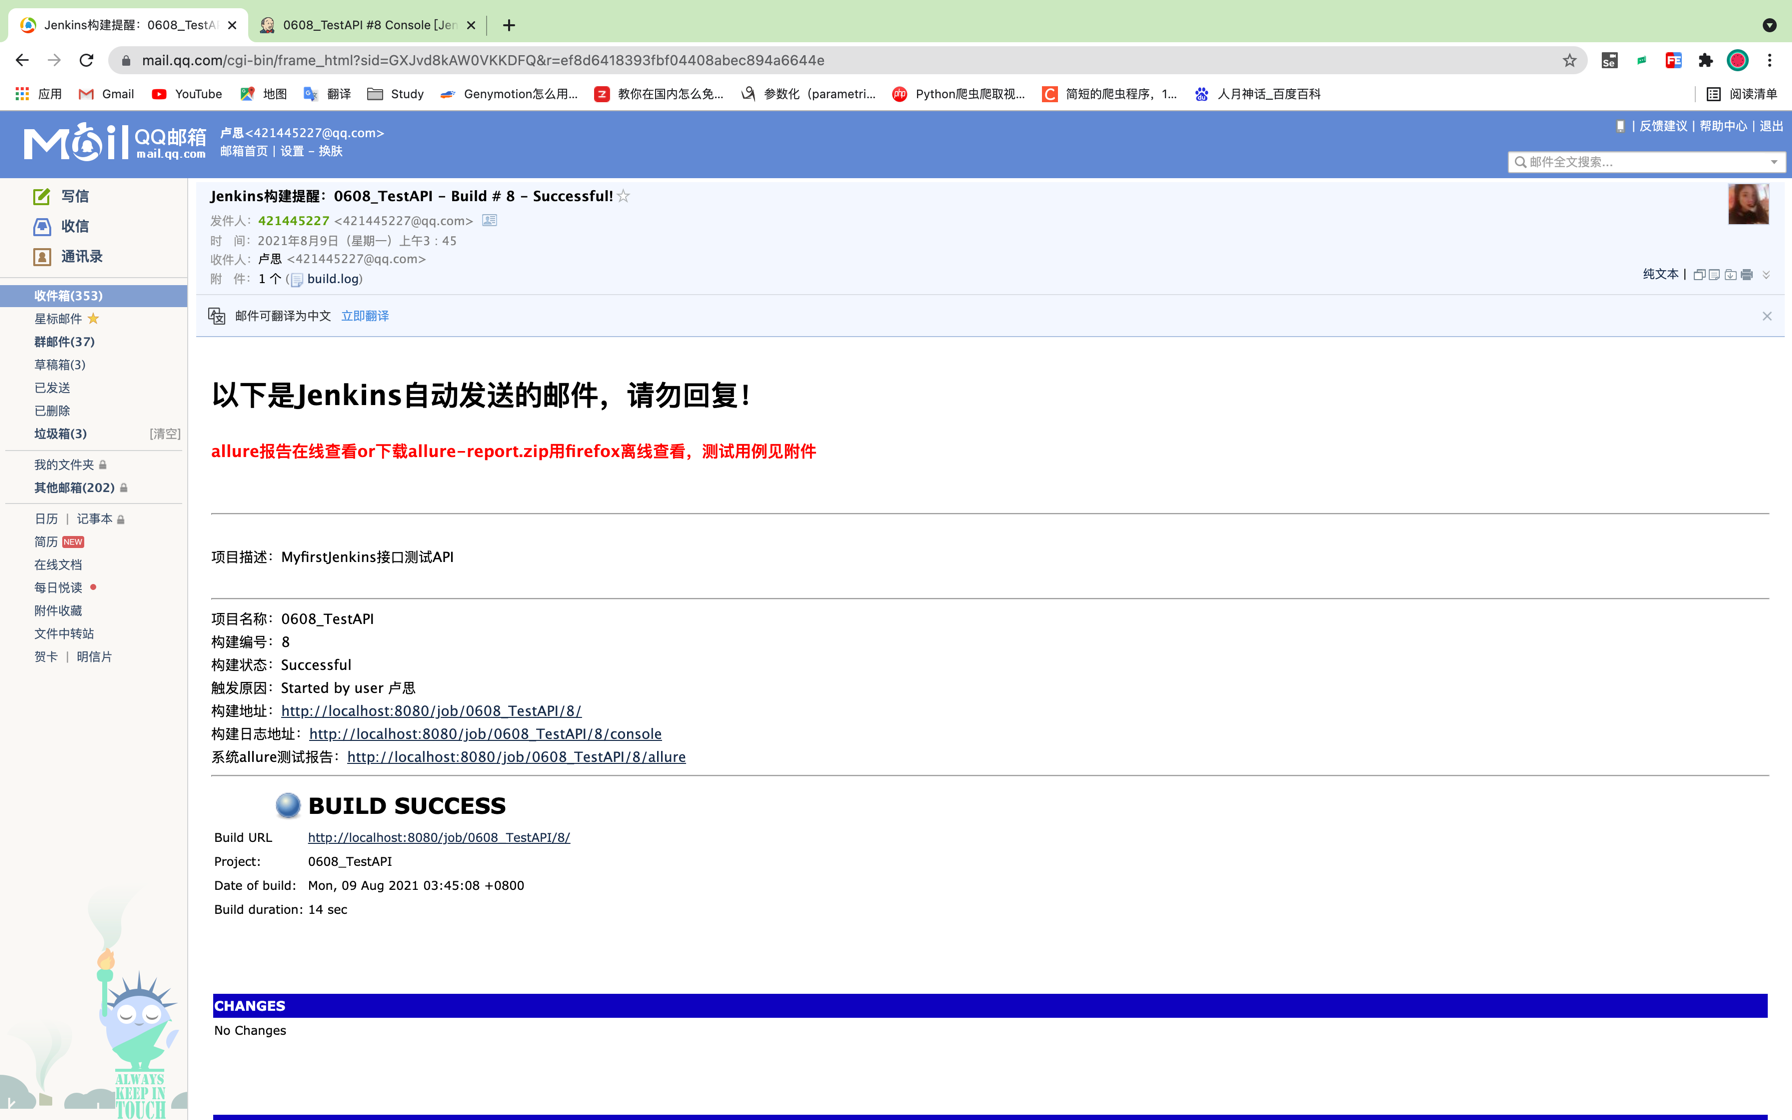 Jenkins构建提醒：0608_TestA
0608_TestAPI #8 Console [Jen
mail.qq.com/cgi-bin/frame_html?sid=GXJvd8kAW0VKKDFQ&r=ef8d6418393fbf04408abec894a6644e
应用 Gmail YouTube 地图 翻译 Study Genymotion怎么用... 教你在国内怎么免... 参数化（parametri... Python爬虫爬取视... 简短的爬虫程序，1... 人月神话_百度百科 阅读清单
Mail QQ邮箱
mail.qq.com
卢思<421445227@qq.com>
邮箱首页 | 设置 - 换肤
| 反馈建议 | 帮助中心 | 退出
邮件全文搜索...
写信
收信
通讯录
收件箱(353)
星标邮件
群邮件(37)
草稿箱(3)
已发送
已删除
垃圾箱(3) [清空]
我的文件夹
其他邮箱(202)
日历 | 记事本
简历 NEW
在线文档
每日悦读
附件收藏
文件中转站
贺卡 | 明信片
ALWAYS
KEEP IN
TOUCH
Jenkins构建提醒：0608_TestAPI - Build # 8 - Successful!
发件人：421445227 <421445227@qq.com>
时 间：2021年8月9日（星期一）上午3：45
收件人：卢思 <421445227@qq.com>
附 件：1 个 (build.log)
纯文本 |
邮件可翻译为中文 立即翻译
以下是Jenkins自动发送的邮件，请勿回复！
allure报告在线查看or下载allure-report.zip用firefox离线查看，测试用例见附件
项目描述：MyfirstJenkins接口测试API
项目名称：0608_TestAPI
构建编号：8
构建状态：Successful
触发原因：Started by user 卢思
构建地址：http://localhost:8080/job/0608_TestAPI/8/
构建日志地址：http://localhost:8080/job/0608_TestAPI/8/console
系统allure测试报告：http://localhost:8080/job/0608_TestAPI/8/allure
BUILD SUCCESS
Build URL http://localhost:8080/job/0608_TestAPI/8/
Project: 0608_TestAPI
Date of build: Mon, 09 Aug 2021 03:45:08 +0800
Build duration: 14 sec
CHANGES
No Changes